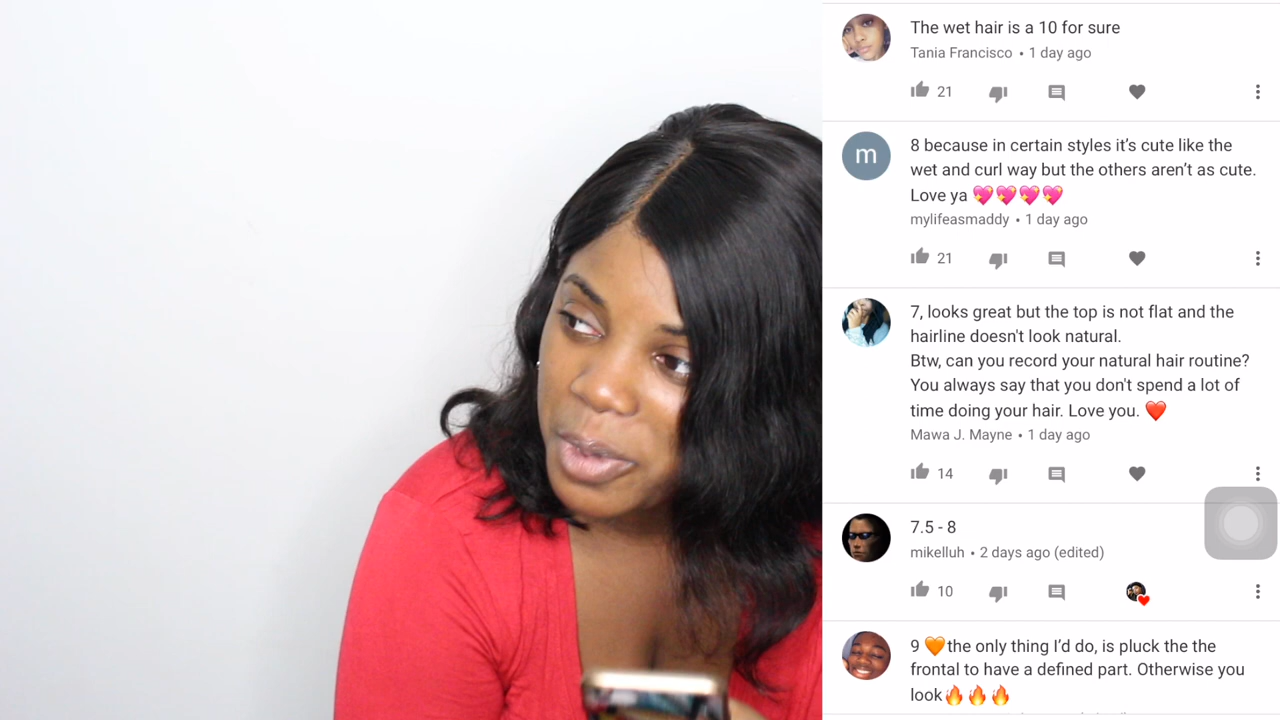 The wet hair is a 10 for sure
Tania Francisco • 1 day ago
21
m
8 because in certain styles it’s cute like the
wet and curl way but the others aren’t as cute.
Love ya 💖💖💖💖
mylifeasmaddy • 1 day ago
21
7, looks great but the top is not flat and the
hairline doesn't look natural.
Btw, can you record your natural hair routine?
You always say that you don't spend a lot of
time doing your hair. Love you. ❤️
Mawa J. Mayne • 1 day ago
14
7.5 - 8
mikelluh • 2 days ago (edited)
10
9 🧡the only thing I’d do, is pluck the the
frontal to have a defined part. Otherwise you
look🔥🔥🔥